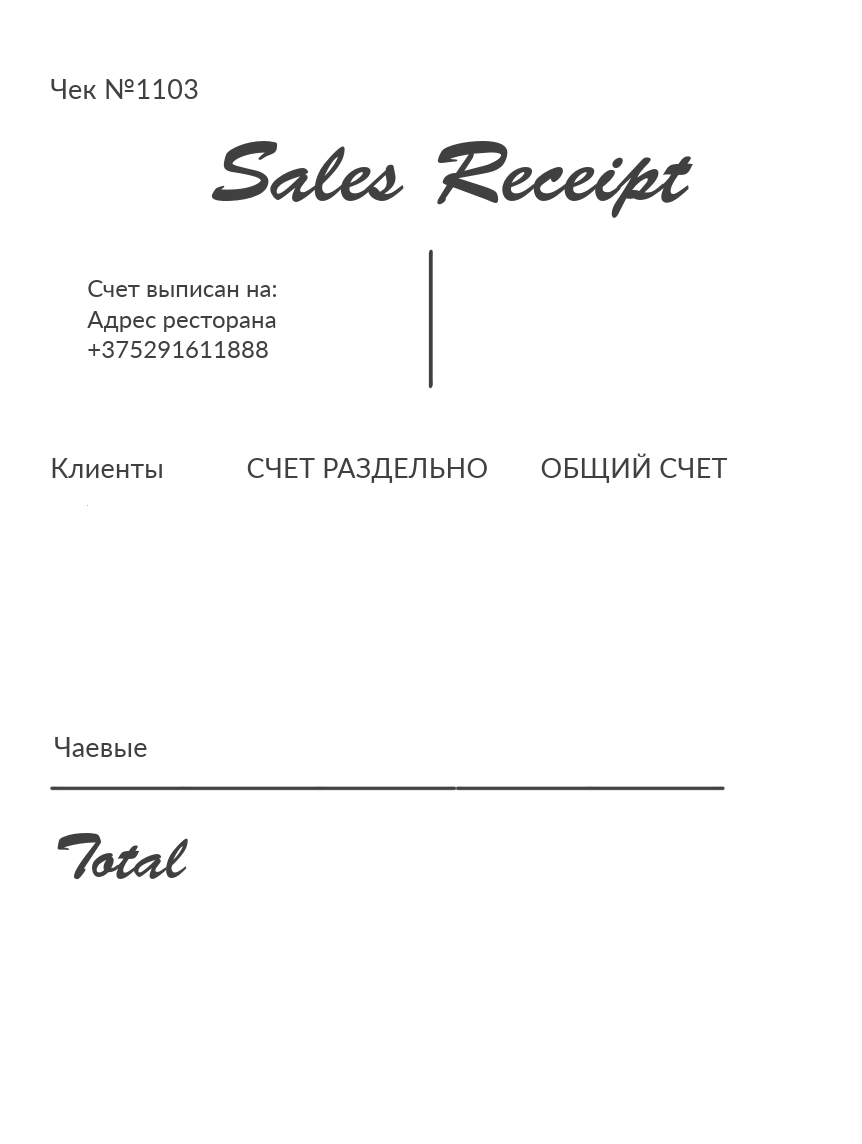 Чек №1103
Sales Receipt
Счет выписан на:
Адрес ресторана
+375291611888
Клиенты СЧЕТ РАЗДЕЛЬНО ОБЩИЙ СЧЕТ
Чаевые
Total